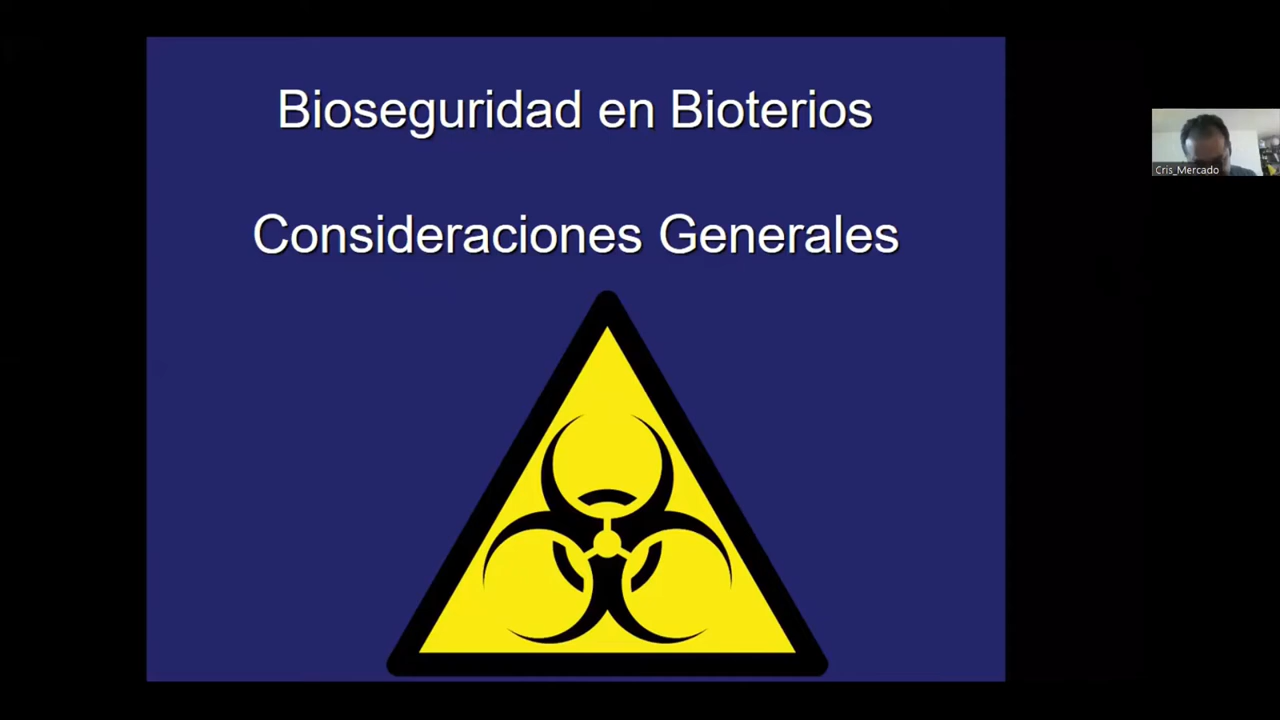 Bioseguridad en Bioterios
Consideraciones Generales
Cris_Mercado